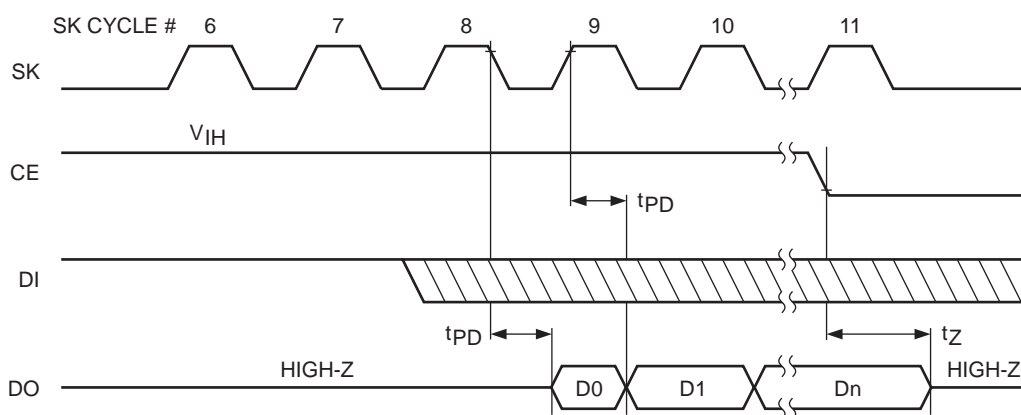 SK CYCLE # 6 7 8 9 10 11
SK
VIH
CE
tPD
DI
tPD tZ
HIGH-Z HIGH-Z
DO D0 D1 Dn